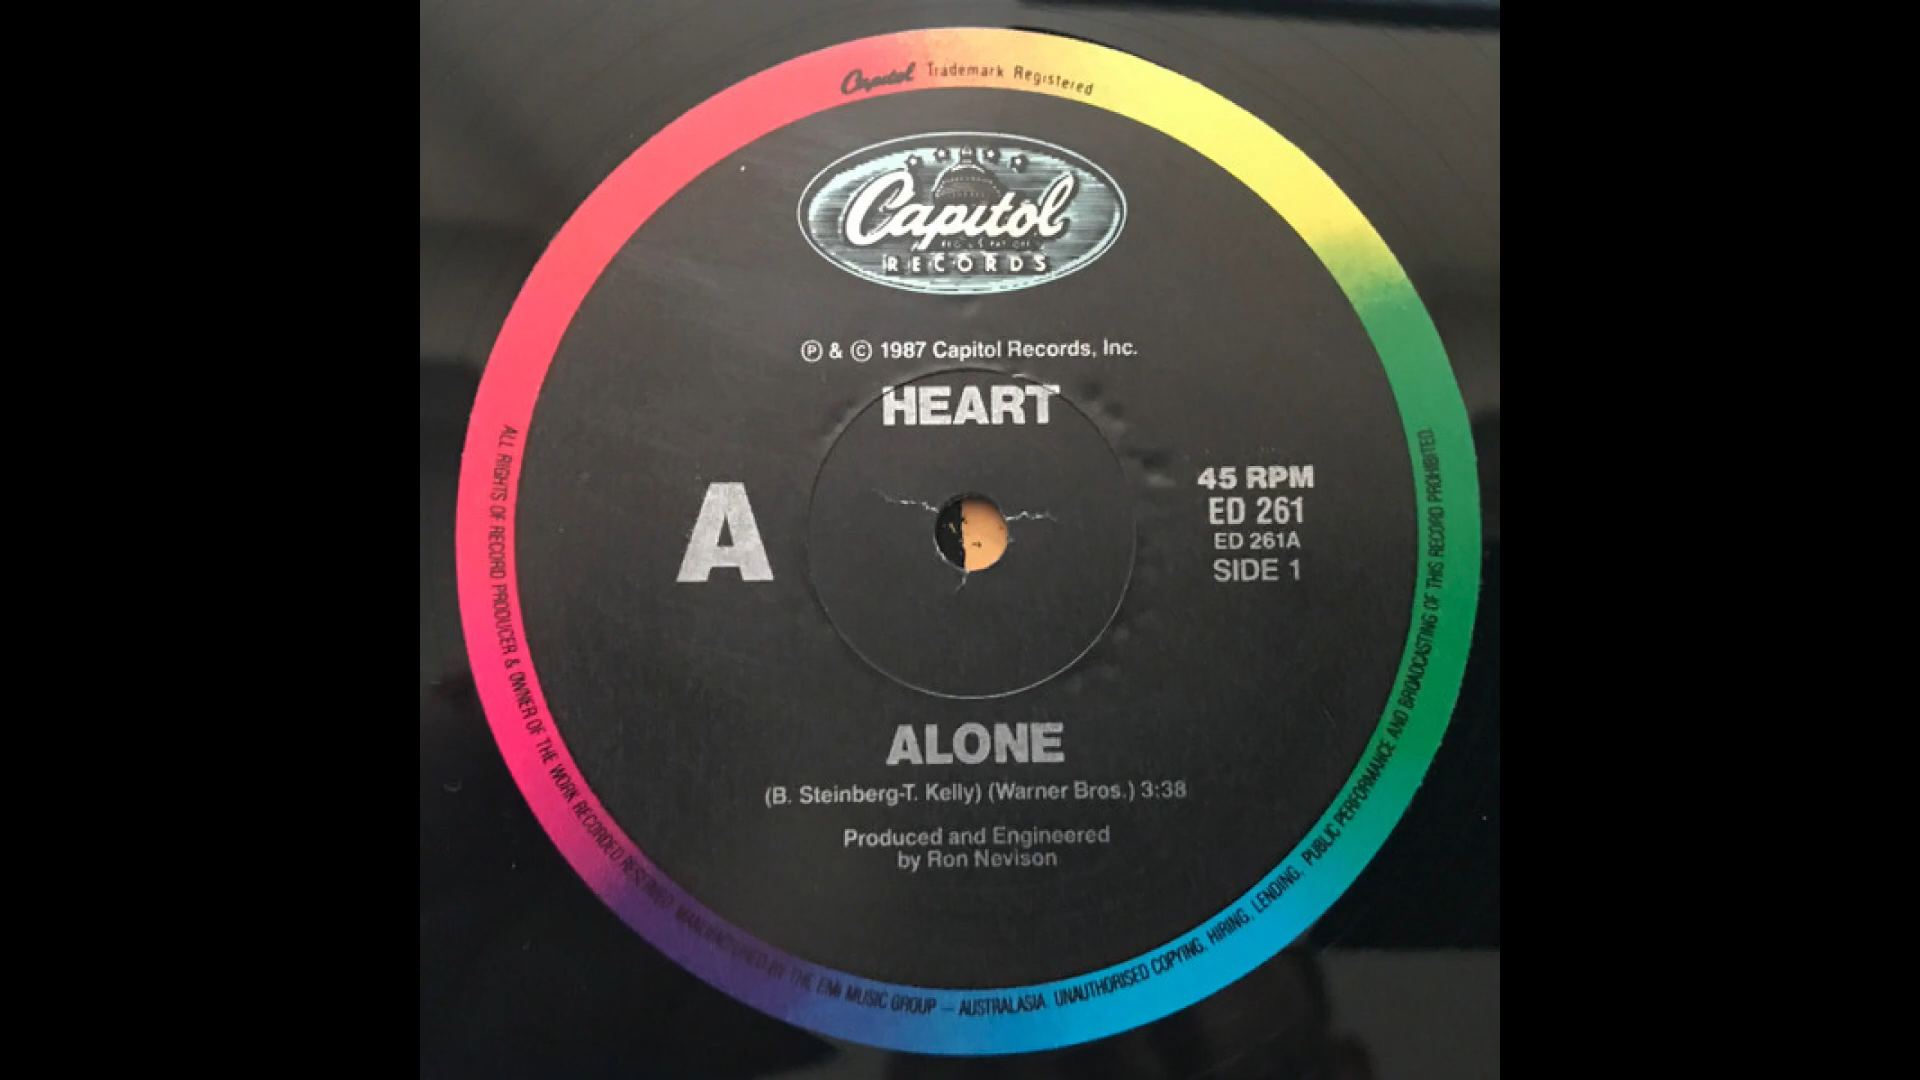 Capitol Trademark Registered
Capitol
RECORDS
Ⓟ & © 1987 Capitol Records, Inc.
HEART
A
45 RPM
ED 261
ED 261A
SIDE 1
ALONE
(B. Steinberg-T. Kelly) (Warner Bros.) 3:38
Produced and Engineered
by Ron Nevison
ALL RIGHTS OF RECORD PRODUCER & OWNER OF THE WORK RECORDED RESERVED. MANUFACTURED BY THE EMI MUSIC GROUP — AUSTRALASIA UNAUTHORISED COPYING, HIRING, LENDING, PUBLIC PERFORMANCE AND BROADCASTING OF THIS RECORD PROHIBITED.